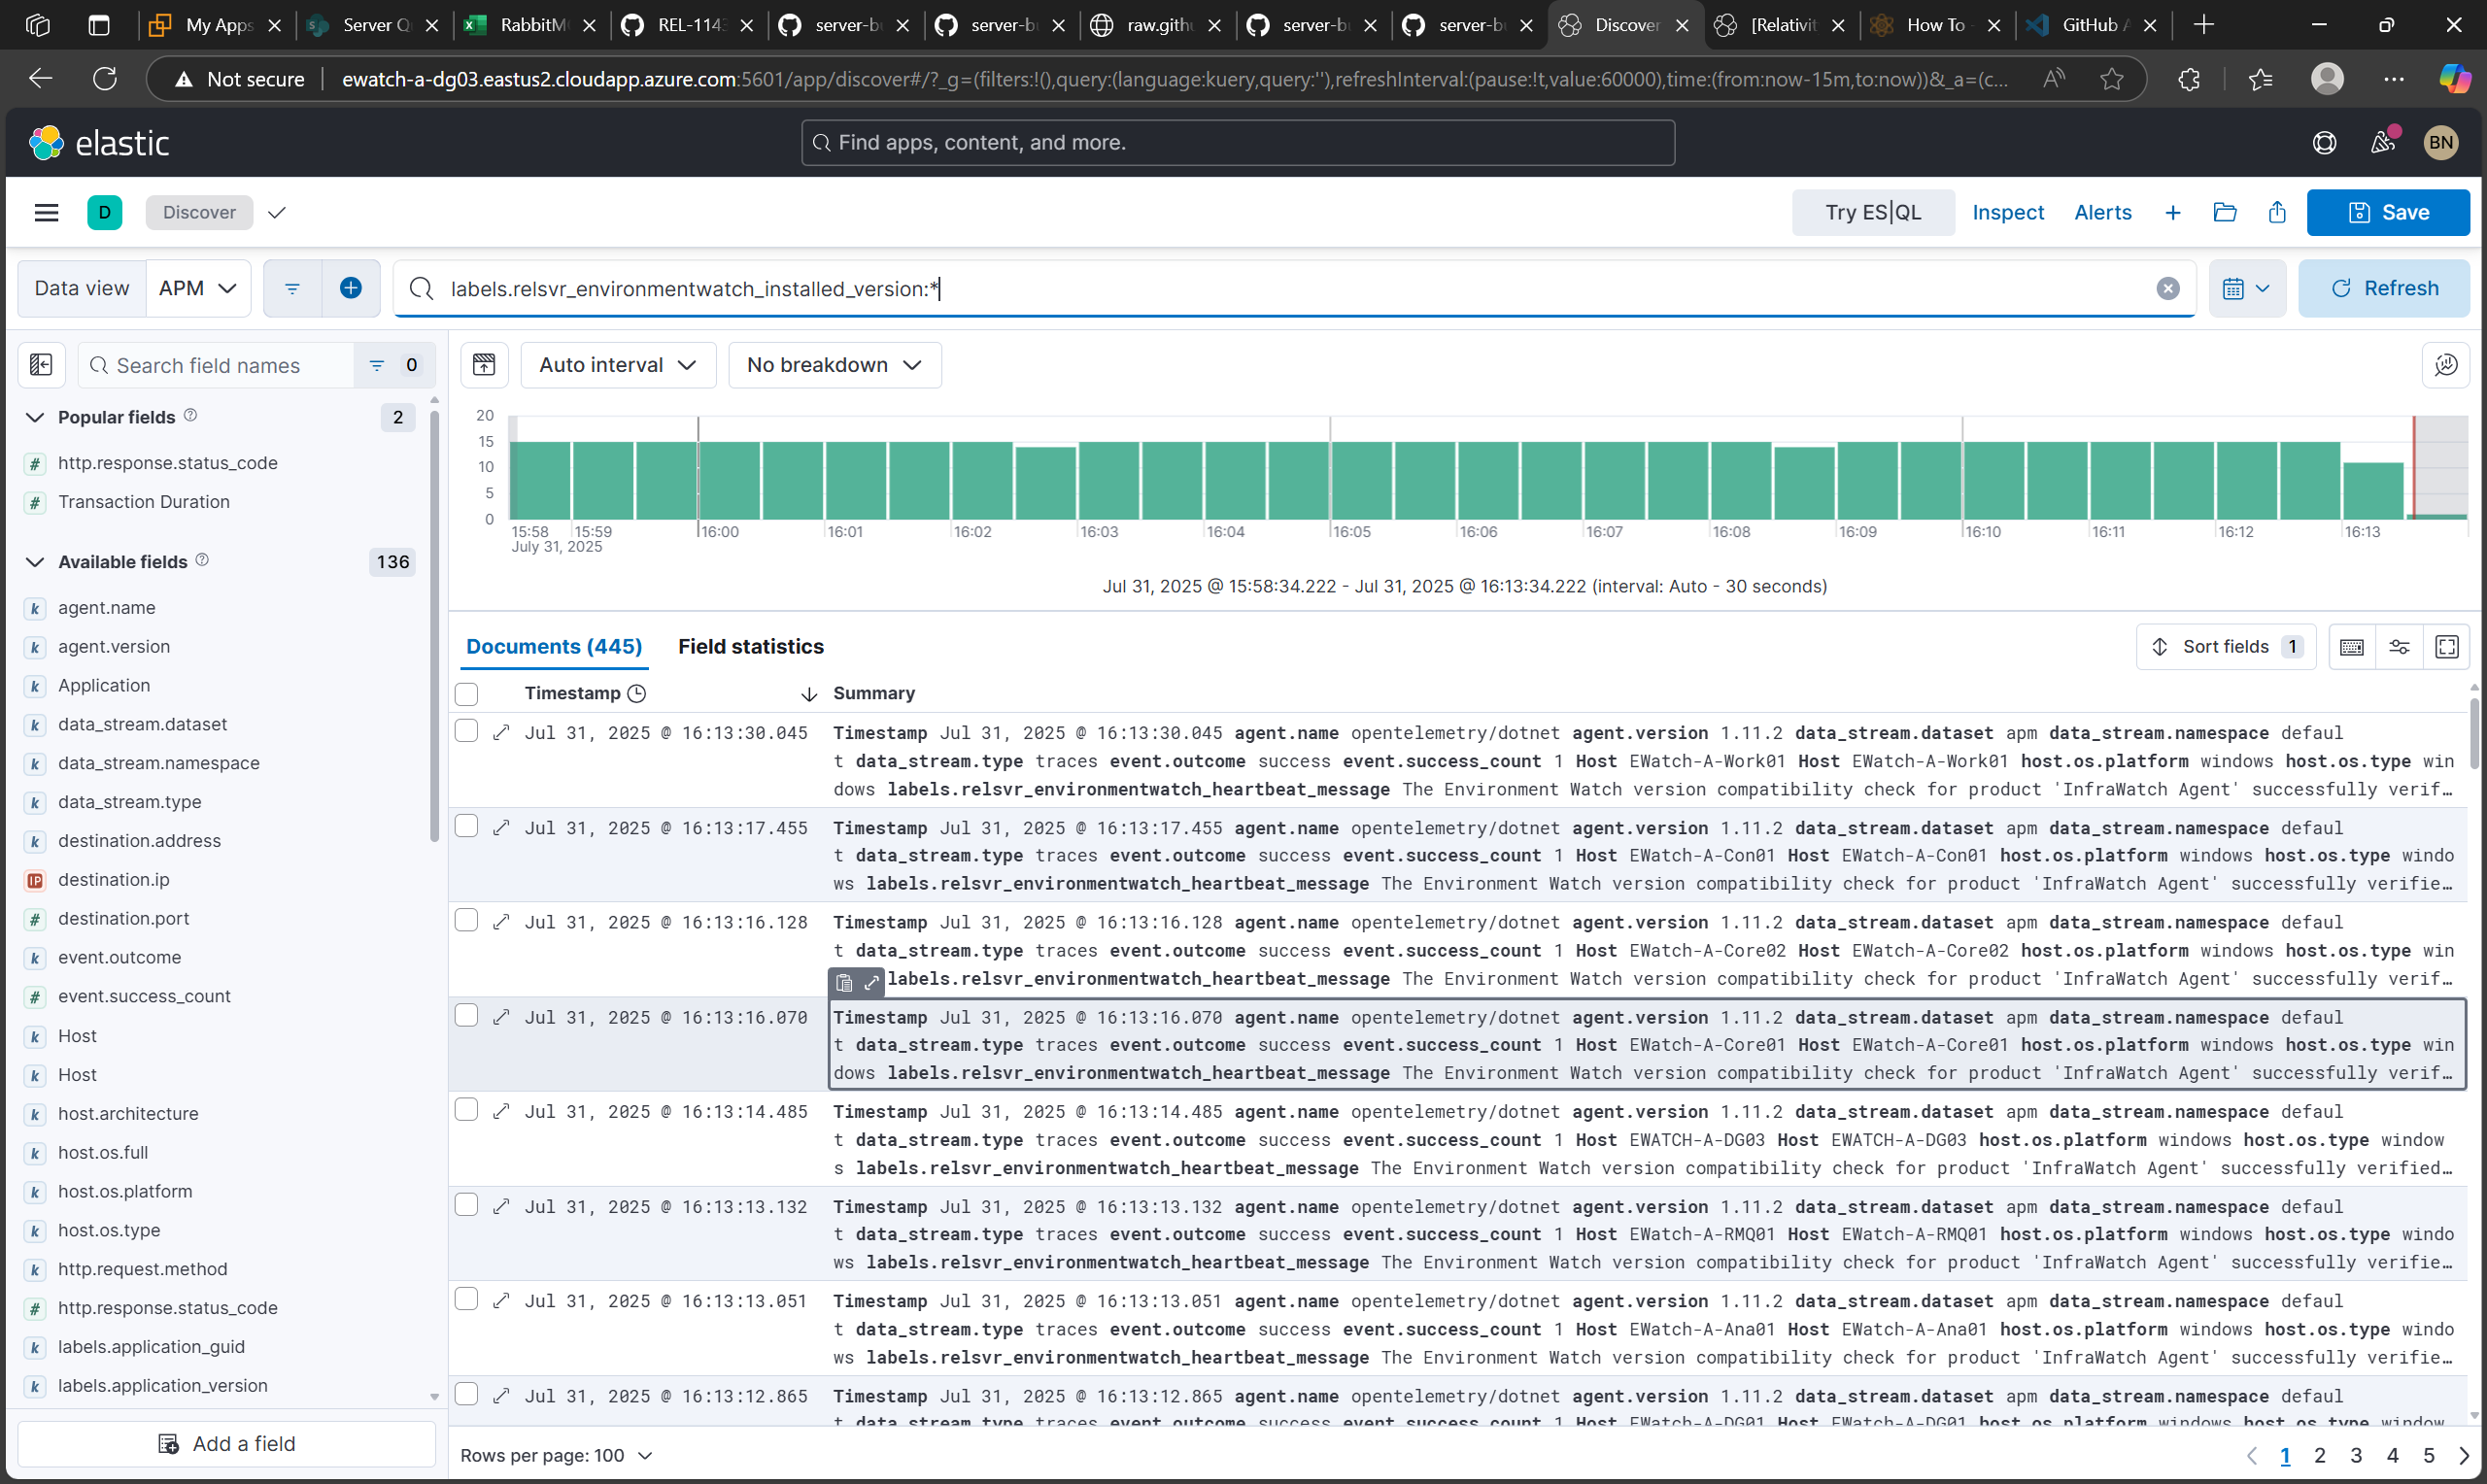 My Apps
Server Q
RabbitM
REL-1143
server-b
server-b
raw.gith
server-b
server-b
Discover
[Relativit
How To
GitHub A
Not secure
ewatch-a-dg03.eastus2.cloudapp.azure.com:5601/app/discover#/?_g=(filters:!(),query:(language:kuery,query:''),refreshInterval:(pause:!t,value:60000),time:(from:now-15m,to:now))&_a=(c...
elastic
Find apps, content, and more.
BN
D
Discover
Try ES|QL
Inspect
Alerts
Save
Data view
APM
labels.relsvr_environmentwatch_installed_version:*
Refresh
Search field names
0
Auto interval
No breakdown
Popular fields
2
# http.response.status_code
# Transaction Duration
Available fields
136
k agent.name
k agent.version
k Application
k data_stream.dataset
k data_stream.namespace
k data_stream.type
k destination.address
IP destination.ip
# destination.port
k event.outcome
# event.success_count
k Host
k Host
k host.architecture
k host.os.full
k host.os.platform
k host.os.type
k http.request.method
# http.response.status_code
k labels.application_guid
k labels.application_version
Add a field
20
15
10
5
0
15:58 15:59 16:00 16:01 16:02 16:03 16:04 16:05 16:06 16:07 16:08 16:09 16:10 16:11 16:12 16:13
July 31, 2025
Jul 31, 2025 @ 15:58:34.222 - Jul 31, 2025 @ 16:13:34.222 (interval: Auto - 30 seconds)
Documents (445)
Field statistics
Sort fields 1
Timestamp
Summary
Jul 31, 2025 @ 16:13:30.045
Timestamp Jul 31, 2025 @ 16:13:30.045 agent.name opentelemetry/dotnet agent.version 1.11.2 data_stream.dataset apm data_stream.namespace defaul
t data_stream.type traces event.outcome success event.success_count 1 Host EWatch-A-Work01 Host EWatch-A-Work01 host.os.platform windows host.os.type win
dows labels.relsvr_environmentwatch_heartbeat_message The Environment Watch version compatibility check for product 'InfraWatch Agent' successfully verif…
Jul 31, 2025 @ 16:13:17.455
Timestamp Jul 31, 2025 @ 16:13:17.455 agent.name opentelemetry/dotnet agent.version 1.11.2 data_stream.dataset apm data_stream.namespace defaul
t data_stream.type traces event.outcome success event.success_count 1 Host EWatch-A-Con01 Host EWatch-A-Con01 host.os.platform windows host.os.type windo
ws labels.relsvr_environmentwatch_heartbeat_message The Environment Watch version compatibility check for product 'InfraWatch Agent' successfully verifie…
Jul 31, 2025 @ 16:13:16.128
Timestamp Jul 31, 2025 @ 16:13:16.128 agent.name opentelemetry/dotnet agent.version 1.11.2 data_stream.dataset apm data_stream.namespace defaul
t data_stream.type traces event.outcome success event.success_count 1 Host EWatch-A-Core02 Host EWatch-A-Core02 host.os.platform windows host.os.type win
labels.relsvr_environmentwatch_heartbeat_message The Environment Watch version compatibility check for product 'InfraWatch Agent' successfully verif…
Jul 31, 2025 @ 16:13:16.070
Timestamp Jul 31, 2025 @ 16:13:16.070 agent.name opentelemetry/dotnet agent.version 1.11.2 data_stream.dataset apm data_stream.namespace defaul
t data_stream.type traces event.outcome success event.success_count 1 Host EWatch-A-Core01 Host EWatch-A-Core01 host.os.platform windows host.os.type win
dows labels.relsvr_environmentwatch_heartbeat_message The Environment Watch version compatibility check for product 'InfraWatch Agent' successfully verif…
Jul 31, 2025 @ 16:13:14.485
Timestamp Jul 31, 2025 @ 16:13:14.485 agent.name opentelemetry/dotnet agent.version 1.11.2 data_stream.dataset apm data_stream.namespace defaul
t data_stream.type traces event.outcome success event.success_count 1 Host EWATCH-A-DG03 Host EWATCH-A-DG03 host.os.platform windows host.os.type window
s labels.relsvr_environmentwatch_heartbeat_message The Environment Watch version compatibility check for product 'InfraWatch Agent' successfully verified…
Jul 31, 2025 @ 16:13:13.132
Timestamp Jul 31, 2025 @ 16:13:13.132 agent.name opentelemetry/dotnet agent.version 1.11.2 data_stream.dataset apm data_stream.namespace defaul
t data_stream.type traces event.outcome success event.success_count 1 Host EWatch-A-RMQ01 Host EWatch-A-RMQ01 host.os.platform windows host.os.type windo
ws labels.relsvr_environmentwatch_heartbeat_message The Environment Watch version compatibility check for product 'InfraWatch Agent' successfully verifie…
Jul 31, 2025 @ 16:13:13.051
Timestamp Jul 31, 2025 @ 16:13:13.051 agent.name opentelemetry/dotnet agent.version 1.11.2 data_stream.dataset apm data_stream.namespace defaul
t data_stream.type traces event.outcome success event.success_count 1 Host EWatch-A-Ana01 Host EWatch-A-Ana01 host.os.platform windows host.os.type windo
ws labels.relsvr_environmentwatch_heartbeat_message The Environment Watch version compatibility check for product 'InfraWatch Agent' successfully verifie…
Jul 31, 2025 @ 16:13:12.865
Timestamp Jul 31, 2025 @ 16:13:12.865 agent.name opentelemetry/dotnet agent.version 1.11.2 data_stream.dataset apm data_stream.namespace defaul
t data_stream.type traces event.outcome success event.success_count 1 Host EWatch-A-DG01 Host EWatch-A-DG01 host.os.platform windows host.os.type window
Rows per page: 100
1 2 3 4 5